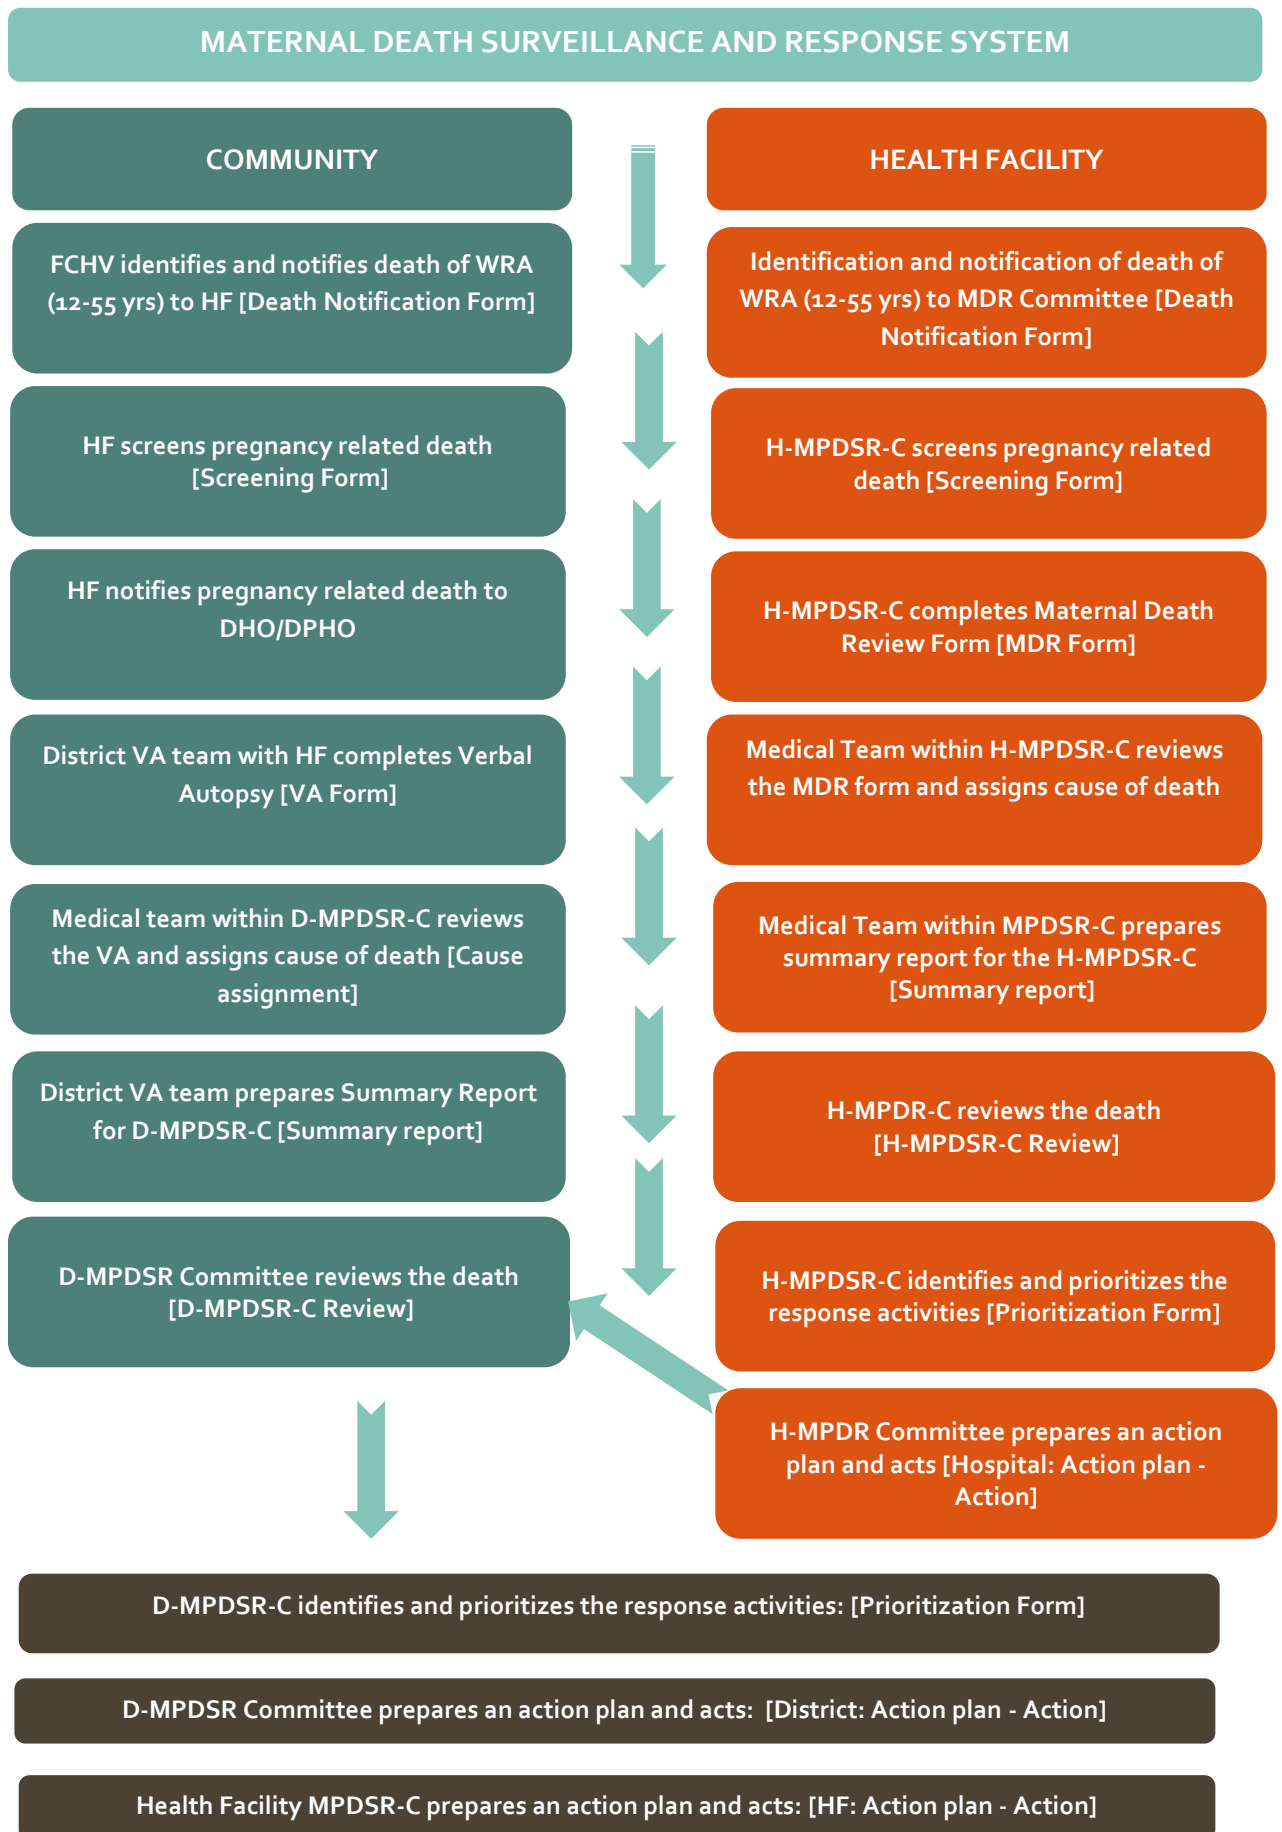 MATERNAL DEATH SURVEILLANCE AND RESPONSE SYSTEM
COMMUNITY
FCHV identifies and notifies death of WRA
(12-55 yrs) to HF [Death Notification Form]
HF screens pregnancy related death
[Screening Form]
HF notifies pregnancy related death to
DHO/DPHO
District VA team with HF completes Verbal
Autopsy [VA Form]
Medical team within D-MPDSR-C reviews
the VA and assigns cause of death [Cause
assignment]
District VA team prepares Summary Report
for D-MPDSR-C [Summary report]
D-MPDSR Committee reviews the death
[D-MPDSR-C Review]
HEALTH FACILITY
Identification and notification of death of
WRA (12-55 yrs) to MDR Committee [Death
Notification Form]
H-MPDSR-C screens pregnancy related
death [Screening Form]
H-MPDSR-C completes Maternal Death
Review Form [MDR Form]
Medical Team within H-MPDSR-C reviews
the MDR form and assigns cause of death
Medical Team within MPDSR-C prepares
summary report for the H-MPDSR-C
[Summary report]
H-MPDR-C reviews the death
[H-MPDSR-C Review]
H-MPDSR-C identifies and prioritizes the
response activities [Prioritization Form]
H-MPDR Committee prepares an action
plan and acts [Hospital: Action plan -
Action]
D-MPDSR-C identifies and prioritizes the response activities: [Prioritization Form]
D-MPDSR Committee prepares an action plan and acts:  [District: Action plan - Action]
Health Facility MPDSR-C prepares an action plan and acts: [HF: Action plan - Action]